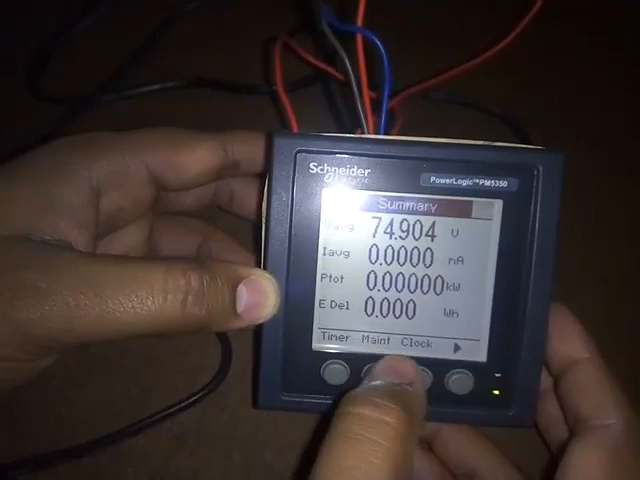 Schneider
Electric
PowerLogic™PM5350
Summary
Vavg 74.904 V
Iavg 0.0000 mA
Ptot 0.00000 kW
E Del 0.000 Wh
Timer Maint Clock